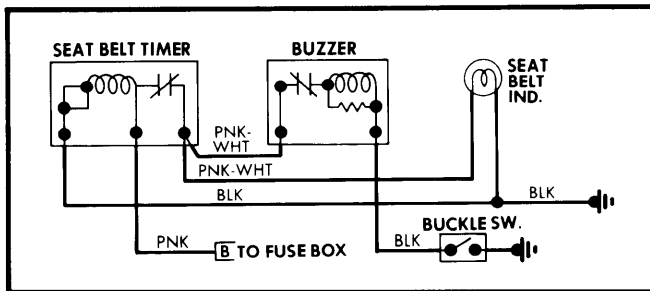 SEAT BELT TIMER
BUZZER
SEAT
BELT
IND.
PNK-
WHT
PNK-WHT
BLK
BLK
BUCKLE SW.
PNK
B TO FUSE BOX
BLK